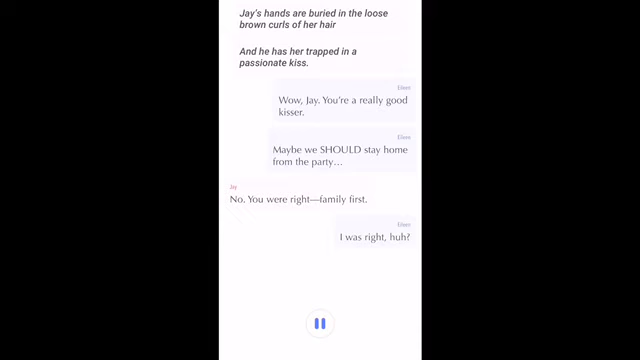 Jay's hands are buried in the loose
brown curls of her hair
And he has her trapped in a
passionate kiss.
Eileen
Wow, Jay. You're a really good
kisser.
Eileen
Maybe we SHOULD stay home
from the party…
Jay
No. You were right—family first.
Eileen
I was right, huh?